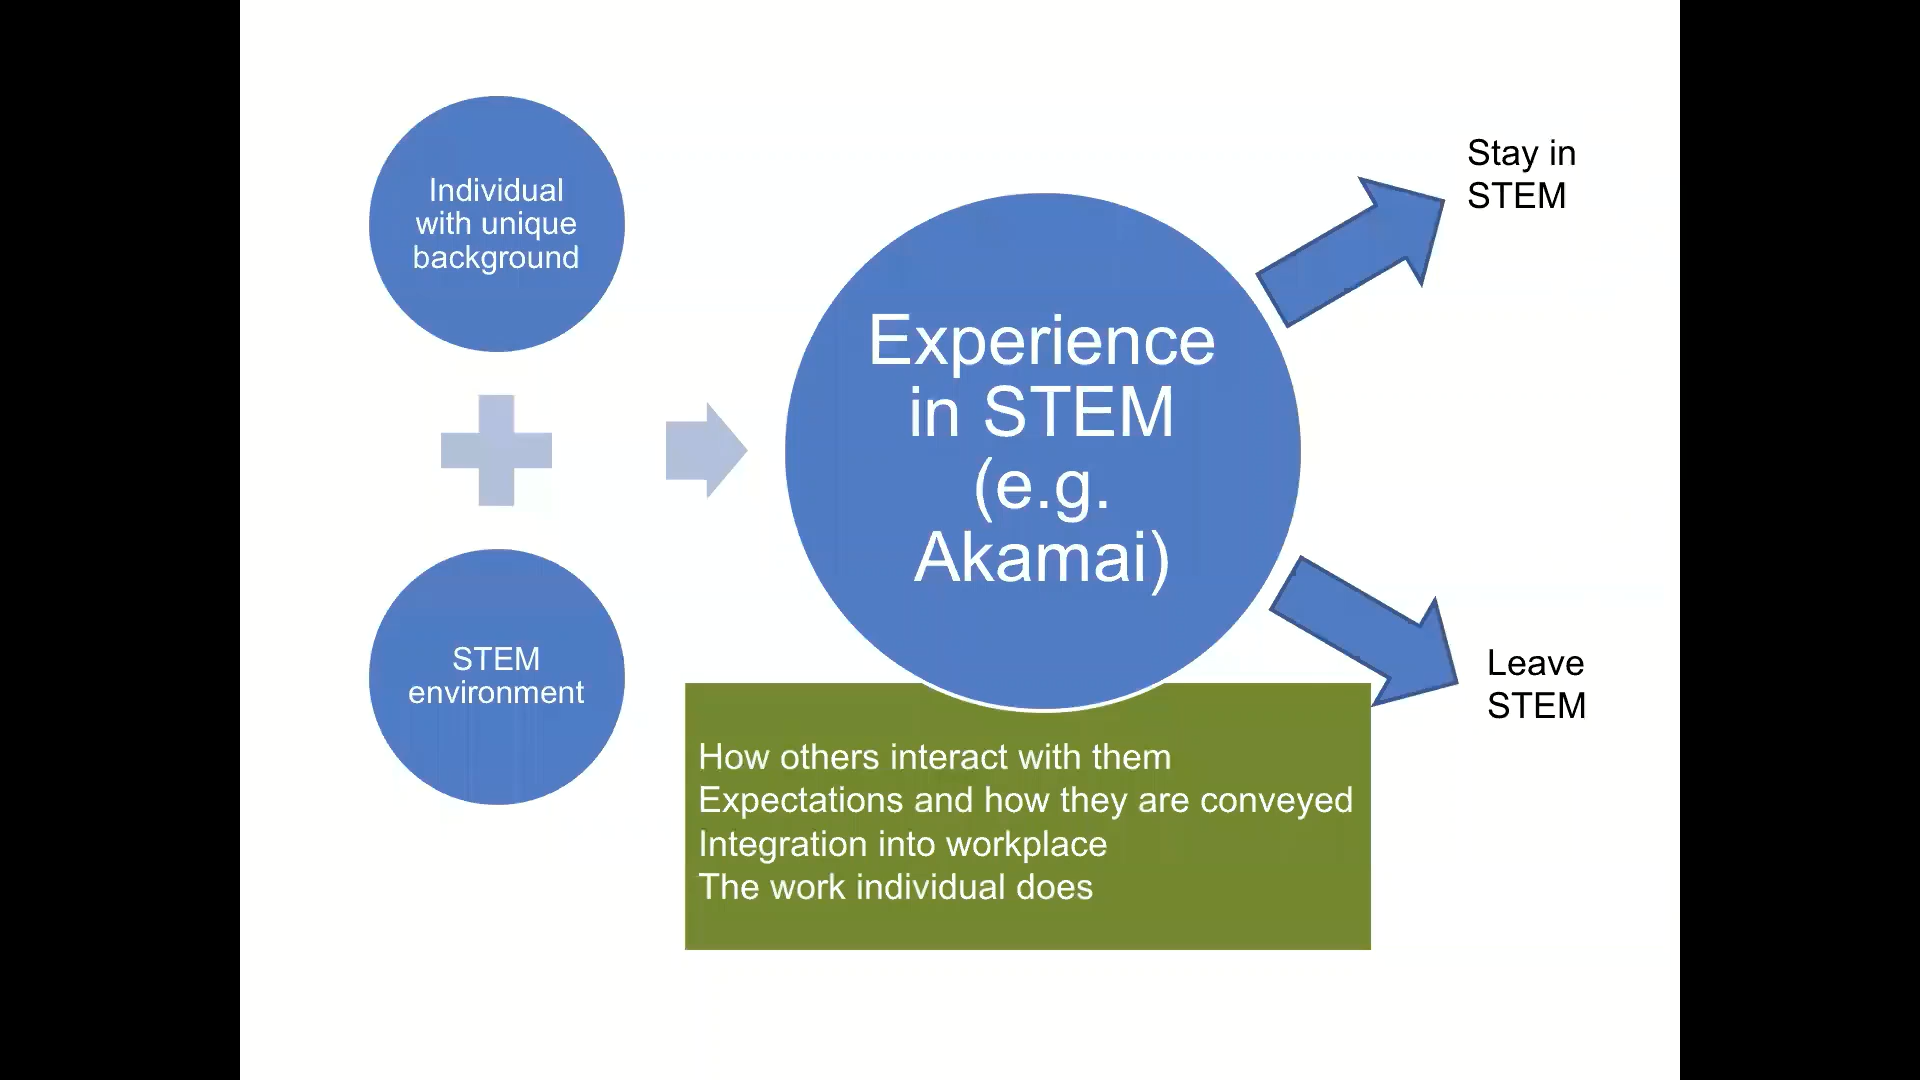 Individual
with unique
background
STEM
environment
Experience
in STEM
(e.g.
Akamai)
Stay in
STEM
Leave
STEM
How others interact with them
Expectations and how they are conveyed
Integration into workplace
The work individual does